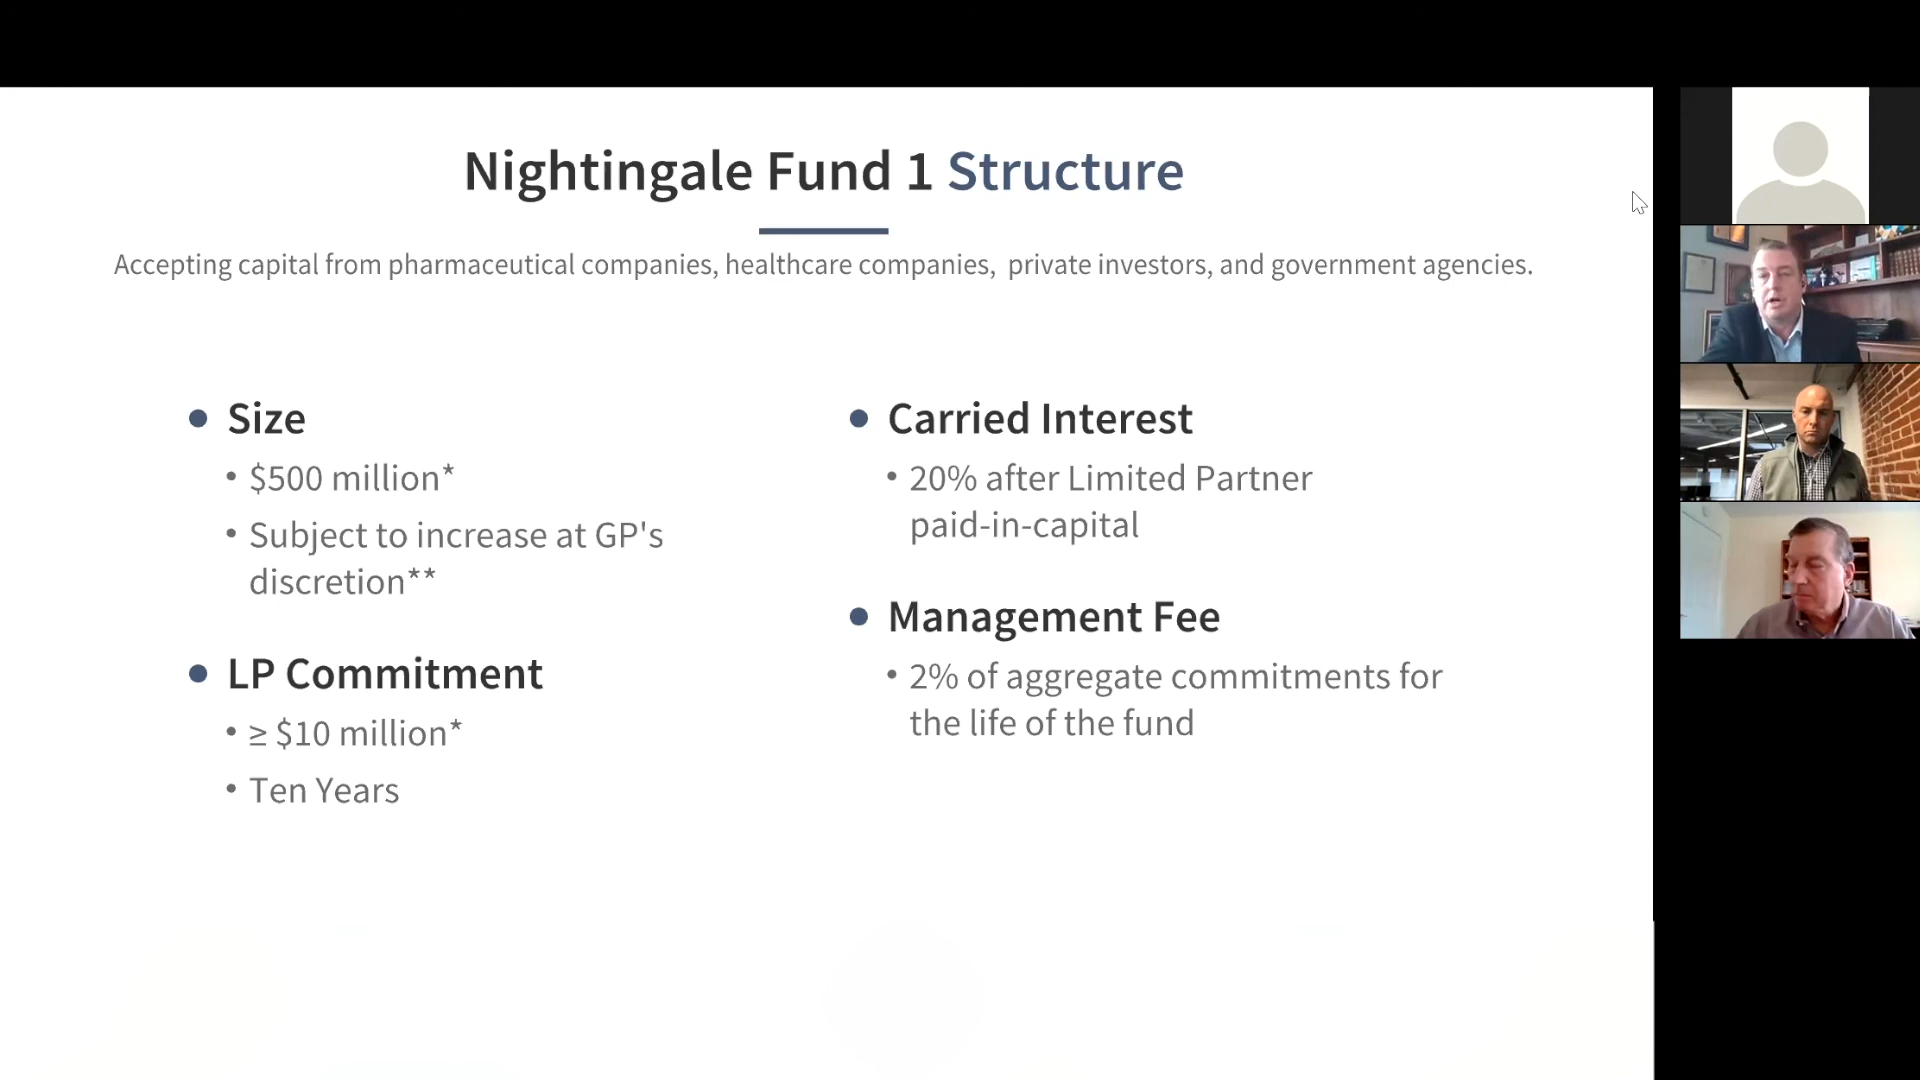 Nightingale Fund 1 Structure
Accepting capital from pharmaceutical companies, healthcare companies,  private investors, and government agencies.
Size
$500 million*
Subject to increase at GP's
discretion**
LP Commitment
≥ $10 million*
Ten Years
Carried Interest
20% after Limited Partner
paid-in-capital
Management Fee
2% of aggregate commitments for
the life of the fund